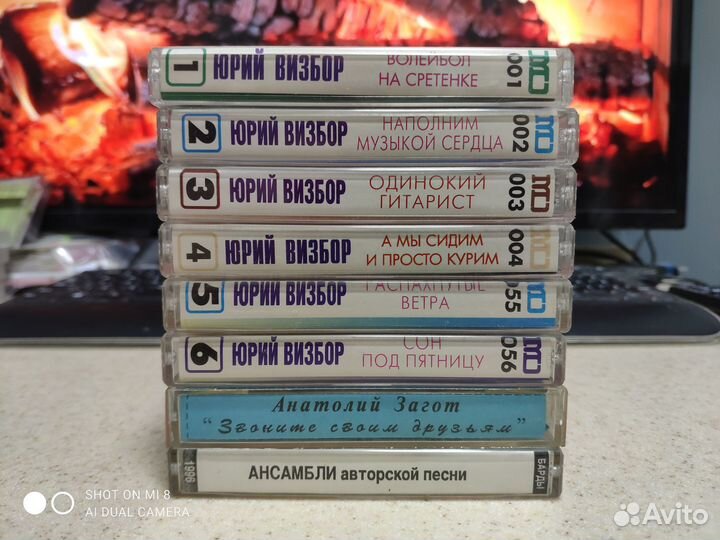 1 ЮРИЙ ВИЗБОР ВОЛЕЙБОЛ
НА СРЕТЕНКЕ 001
2 ЮРИЙ ВИЗБОР НАПОЛНИМ
МУЗЫКОЙ СЕРДЦА 002
3 ЮРИЙ ВИЗБОР ОДИНОКИЙ
ГИТАРИСТ 003
4 ЮРИЙ ВИЗБОР А МЫ СИДИМ
И ПРОСТО КУРИМ 004
5 ЮРИЙ ВИЗБОР РАСПАХНУТЫЕ
ВЕТРА 055
6 ЮРИЙ ВИЗБОР СОН
ПОД ПЯТНИЦУ 056
Анатолий Загот
"Звоните своим друзьям"
1996 АНСАМБЛИ авторской песни БАРДЫ
SHOT ON MI 8
AI DUAL CAMERA
Avito